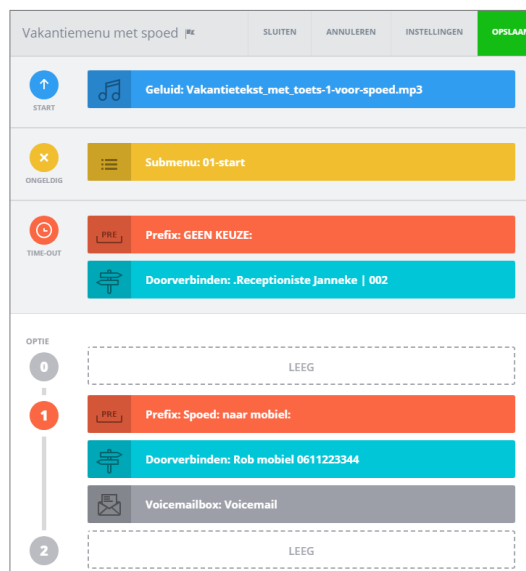 Vakantiemenu met spoed
SLUITEN
ANNULEREN
INSTELLINGEN
OPSLAAN
START
Geluid: Vakantietekst_met_toets-1-voor-spoed.mp3
ONGELDIG
Submenu: 01-start
TIME-OUT
PRE
Prefix: GEEN KEUZE:
Doorverbinden: .Receptioniste Janneke | 002
OPTIE
0
LEEG
1
PRE
Prefix: Spoed: naar mobiel:
Doorverbinden: Rob mobiel 0611223344
Voicemailbox: Voicemail
2
LEEG